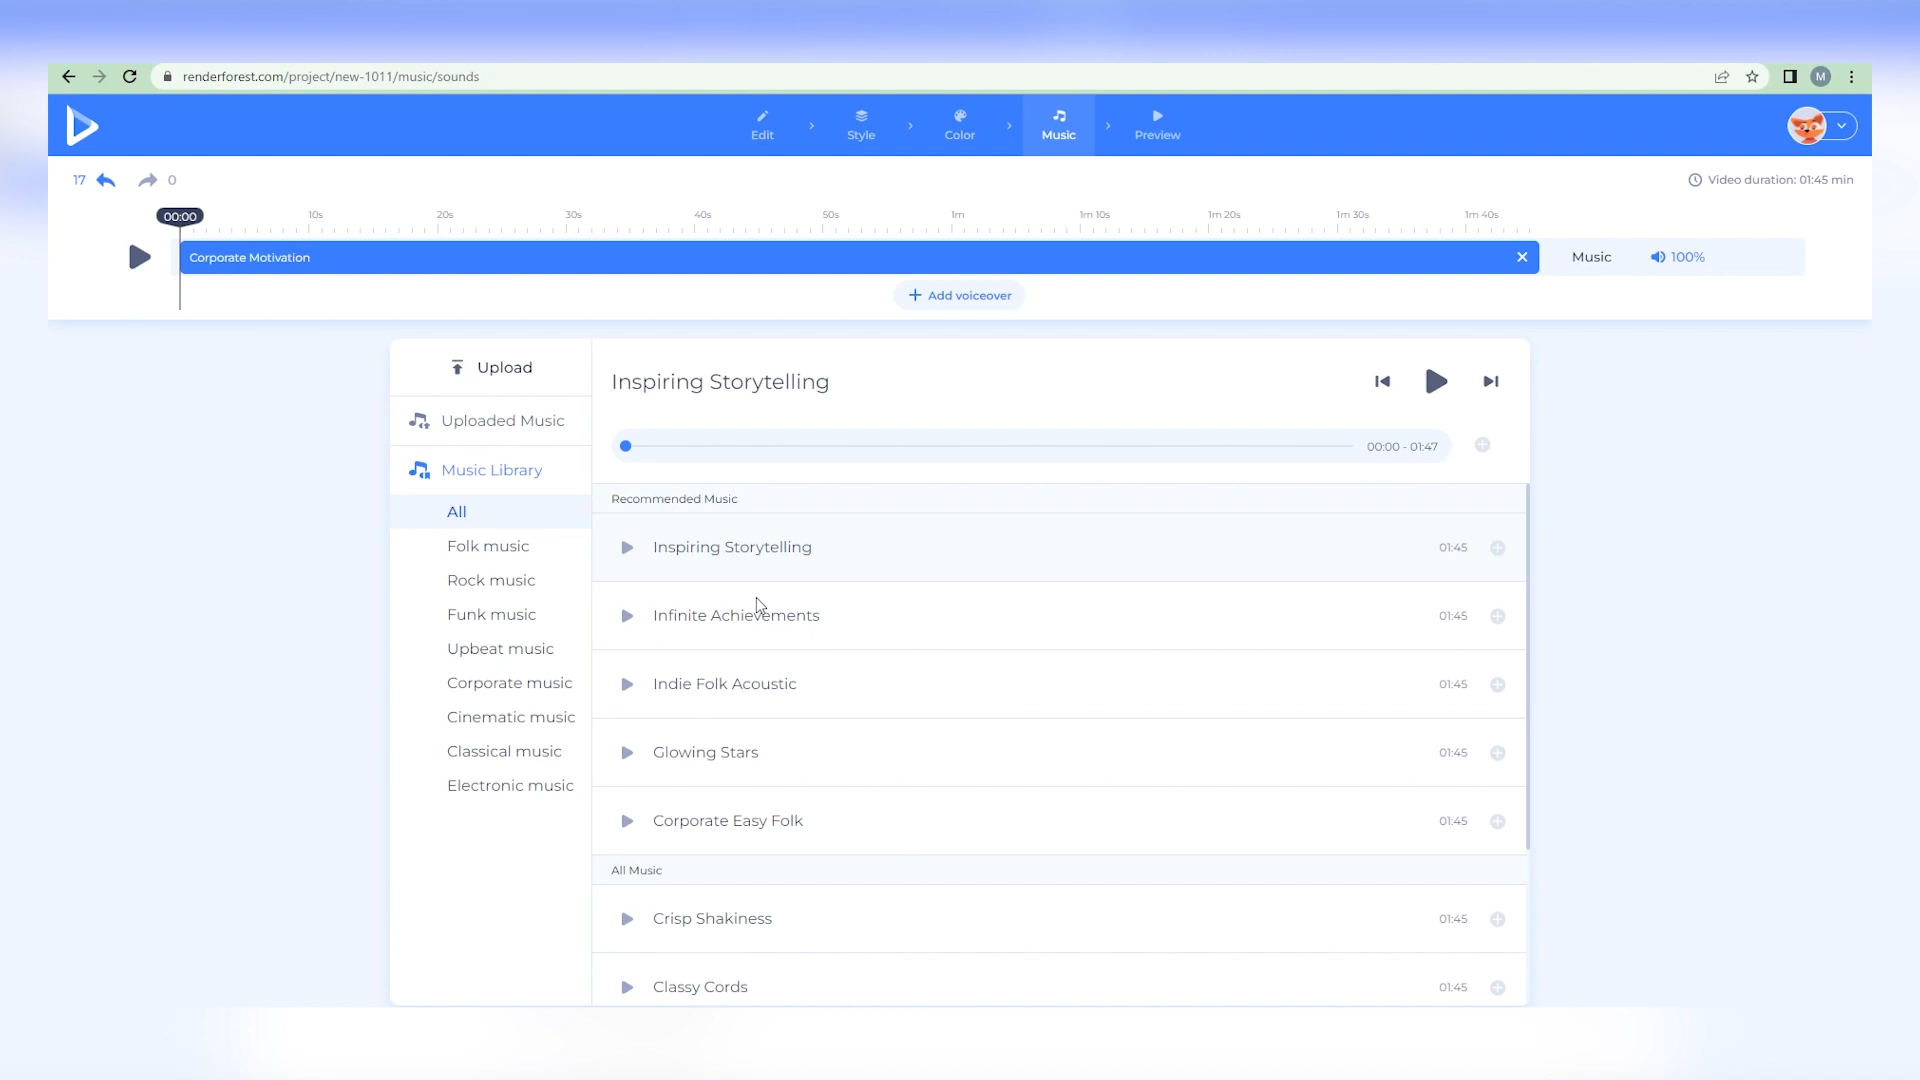 renderforest.com/project/new-1011/music/sounds
M
Edit
Style
Color
Music
Preview
17
0
Video duration: 01:45 min
00:00
10s
20s
30s
40s
50s
1m
1m 10s
1m 20s
1m 30s
1m 40s
Corporate Motivation
Music
100%
Add voiceover
Upload
Uploaded Music
Music Library
All
Folk music
Rock music
Funk music
Upbeat music
Corporate music
Cinematic music
Classical music
Electronic music
Inspiring Storytelling
00:00 - 01:47
Recommended Music
Inspiring Storytelling 01:45
Infinite Achievements 01:45
Indie Folk Acoustic 01:45
Glowing Stars 01:45
Corporate Easy Folk 01:45
All Music
Crisp Shakiness 01:45
Classy Cords 01:45